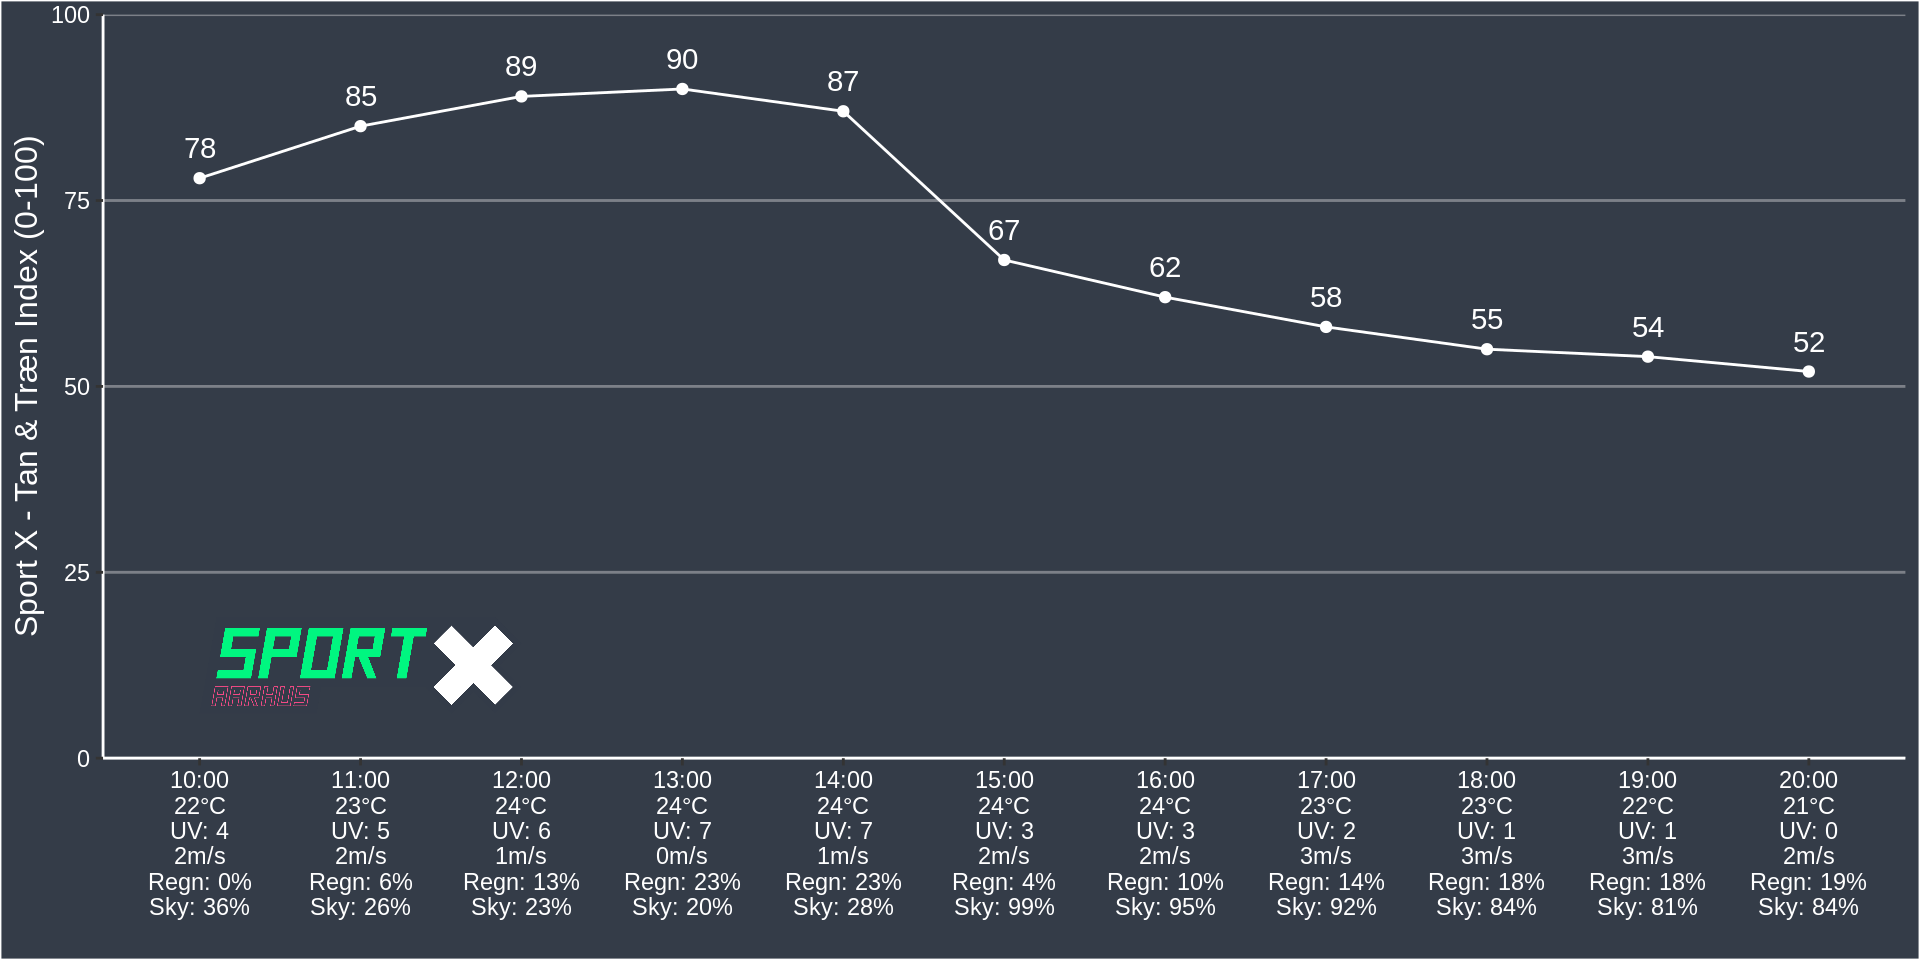 100
75
50
25
0
Sport X - Tan & Træn Index (0-100)
78
85
89
90
87
67
62
58
55
54
52
SPORT X
AARHUS
10:00 11:00 12:00 13:00 14:00 15:00 16:00 17:00 18:00 19:00 20:00
22°C 23°C 24°C 24°C 24°C 24°C 24°C 23°C 23°C 22°C 21°C
UV: 4 UV: 5 UV: 6 UV: 7 UV: 7 UV: 3 UV: 3 UV: 2 UV: 1 UV: 1 UV: 0
2m/s 2m/s 1m/s 0m/s 1m/s 2m/s 2m/s 3m/s 3m/s 3m/s 2m/s
Regn: 0% Regn: 6% Regn: 13% Regn: 23% Regn: 23% Regn: 4% Regn: 10% Regn: 14% Regn: 18% Regn: 18% Regn: 19%
Sky: 36% Sky: 26% Sky: 23% Sky: 20% Sky: 28% Sky: 99% Sky: 95% Sky: 92% Sky: 84% Sky: 81% Sky: 84%